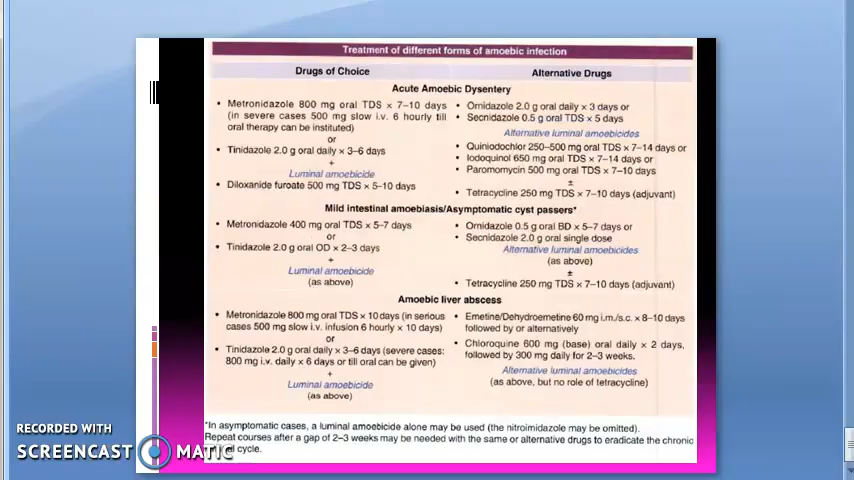 Treatment of different forms of amoebic infection
Drugs of Choice
Alternative Drugs
Acute Amoebic Dysentery
• Metronidazole 800 mg oral TDS × 7–10 days
(in severe cases 500 mg slow i.v. 6 hourly till
oral therapy can be instituted)
or
• Tinidazole 2.0 g oral daily × 3–6 days
+
Luminal amoebicide
• Diloxanide furoate 500 mg TDS × 5–10 days
• Ornidazole 2.0 g oral daily × 3 days or
• Secnidazole 0.5 g oral TDS × 5 days
Alternative luminal amoebicides
• Quiniodochlor 250–500 mg oral TDS × 7–14 days or
• Iodoquinol 650 mg oral TDS × 7–14 days or
• Paromomycin 500 mg oral TDS × 7–10 days
±
• Tetracycline 250 mg TDS × 7–10 days (adjuvant)
Mild intestinal amoebiasis/Asymptomatic cyst passers*
• Metronidazole 400 mg oral TDS × 5–7 days
or
• Tinidazole 2.0 g oral OD × 2–3 days
+
Luminal amoebicide
(as above)
• Ornidazole 0.5 g oral BD × 5–7 days or
• Secnidazole 2.0 g oral single dose
Alternative luminal amoebicides
(as above)
±
• Tetracycline 250 mg TDS × 7–10 days (adjuvant)
Amoebic liver abscess
• Metronidazole 800 mg oral TDS × 10 days (in serious
cases 500 mg slow i.v. infusion 6 hourly × 10 days)
or
• Tinidazole 2.0 g oral daily × 3–6 days (severe cases:
800 mg i.v. daily × 6 days or till oral can be given)
+
Luminal amoebicide
(as above)
• Emetine/Dehydroemetine 60 mg i.m./s.c. × 8–10 days
followed by or alternatively
• Chloroquine 600 mg (base) oral daily × 2 days,
followed by 300 mg daily for 2–3 weeks.
Alternative luminal amoebicides
(as above, but no role of tetracycline)
*In asymptomatic cases, a luminal amoebicide alone may be used (the nitroimidazole may be omitted).
Repeat courses after a gap of 2–3 weeks may be needed with the same or alternative drugs to eradicate the chronic
cycle.
RECORDED WITH
SCREENCAST MATIC